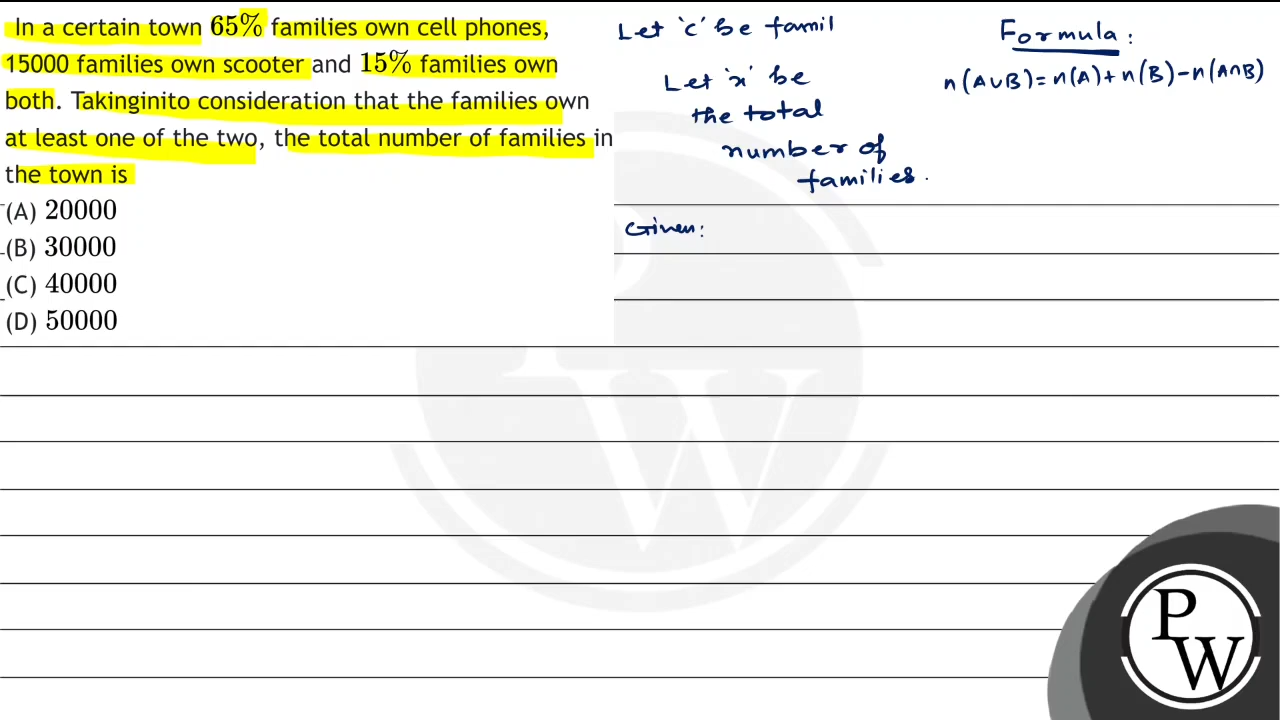 In a certain town 65% families own cell phones,
15000 families own scooter and 15% families own
both. Takinginito consideration that the families own
at least one of the two, the total number of families in
the town is
(A) 20000
(B) 30000
(C) 40000
(D) 50000
Let 'c' be famil
Let 'x' be
the total
number of
families.
Given:
Formula:
n(A∪B)=n(A)+n(B)-n(A∩B)
PW
P
W